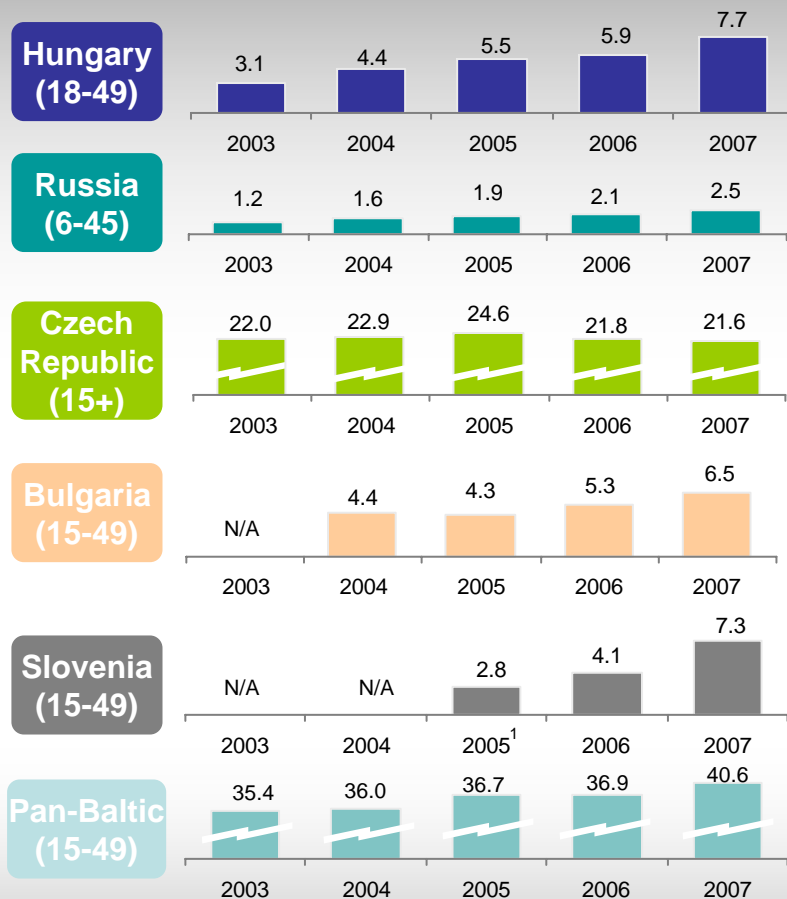 Hungary
(18-49)
3.1 4.4 5.5 5.9 7.7
2003 2004 2005 2006 2007
Russia
(6-45)
1.2 1.6 1.9 2.1 2.5
2003 2004 2005 2006 2007
Czech
Republic
(15+)
22.0 22.9 24.6 21.8 21.6
2003 2004 2005 2006 2007
Bulgaria
(15-49)
N/A 4.4 4.3 5.3 6.5
2003 2004 2005 2006 2007
Slovenia
(15-49)
N/A N/A 2.8 4.1 7.3
2003 2004 2005¹ 2006 2007
Pan-Baltic
(15-49)
35.4 36.0 36.7 36.9 40.6
2003 2004 2005 2006 2007